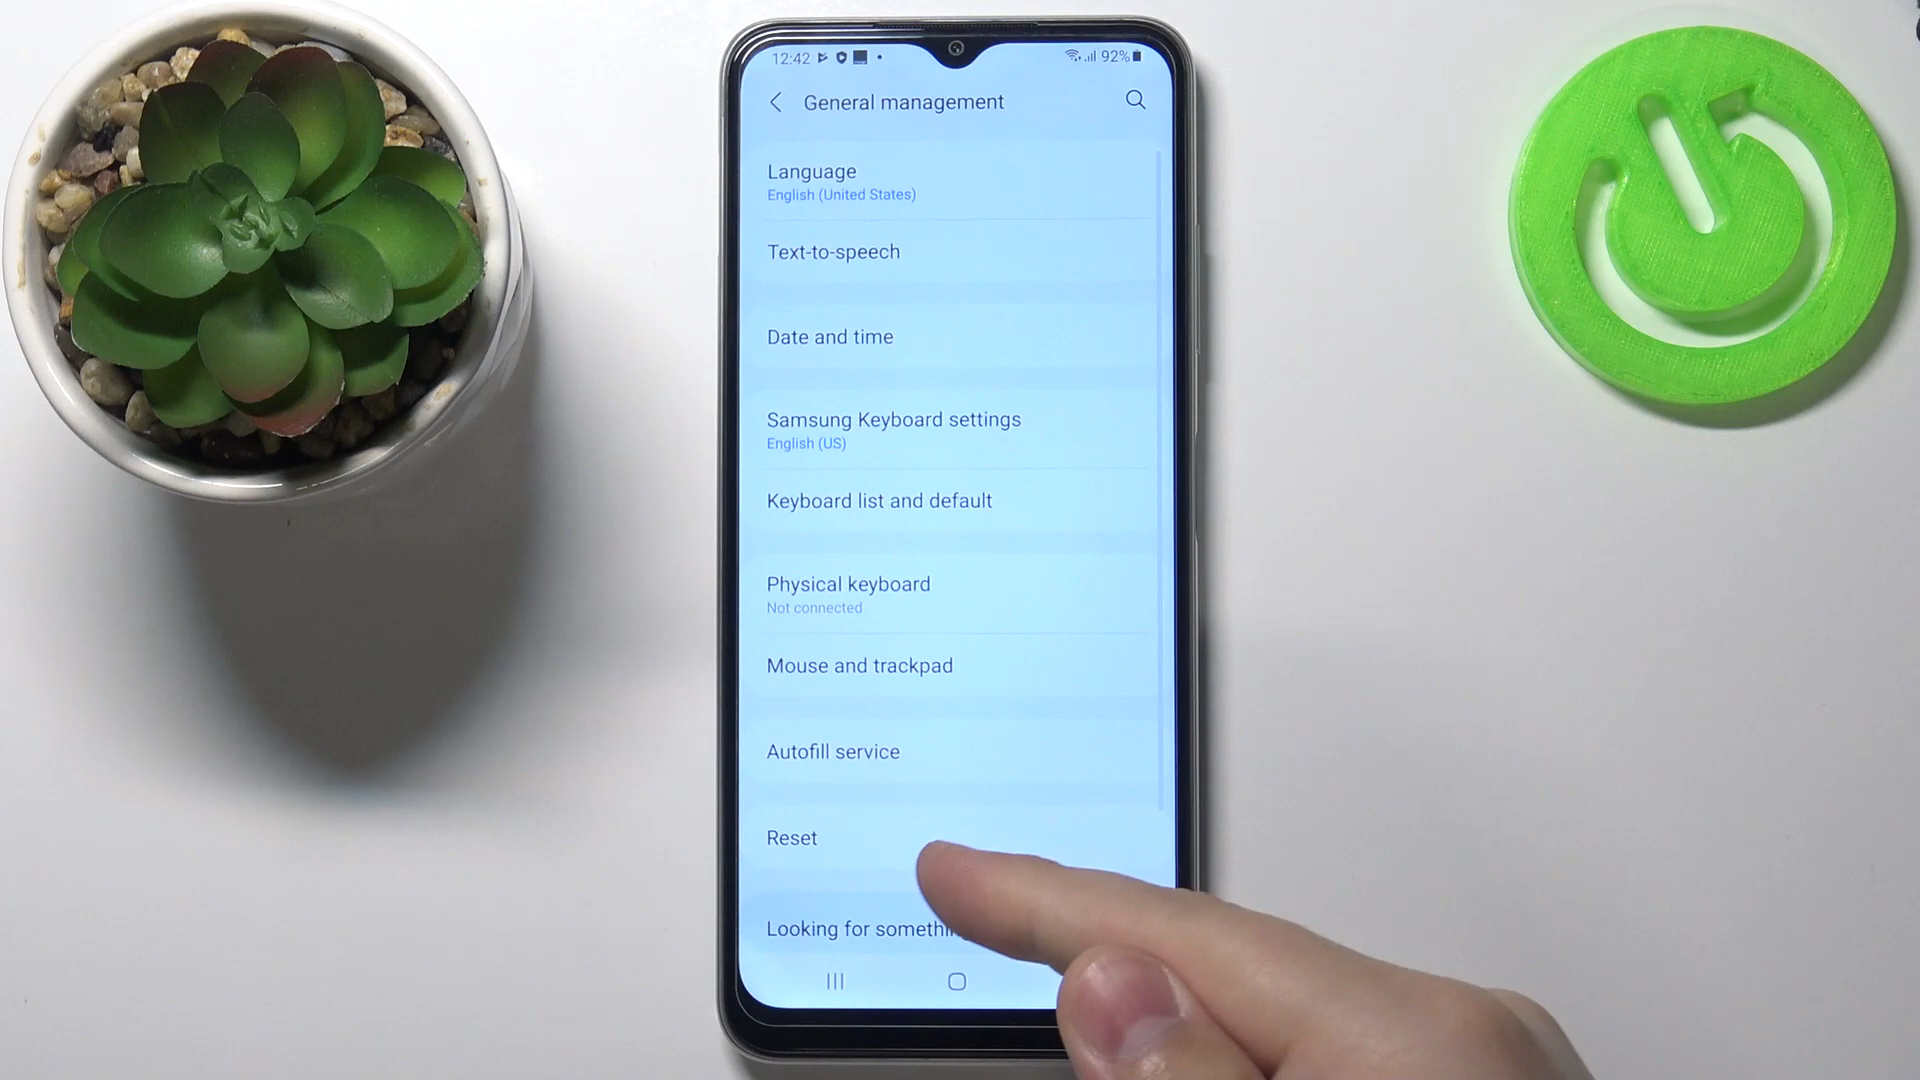 12:42
92%
General management
Language
English (United States)
Text-to-speech
Date and time
Samsung Keyboard settings
English (US)
Keyboard list and default
Physical keyboard
Not connected
Mouse and trackpad
Autofill service
Reset
Looking for